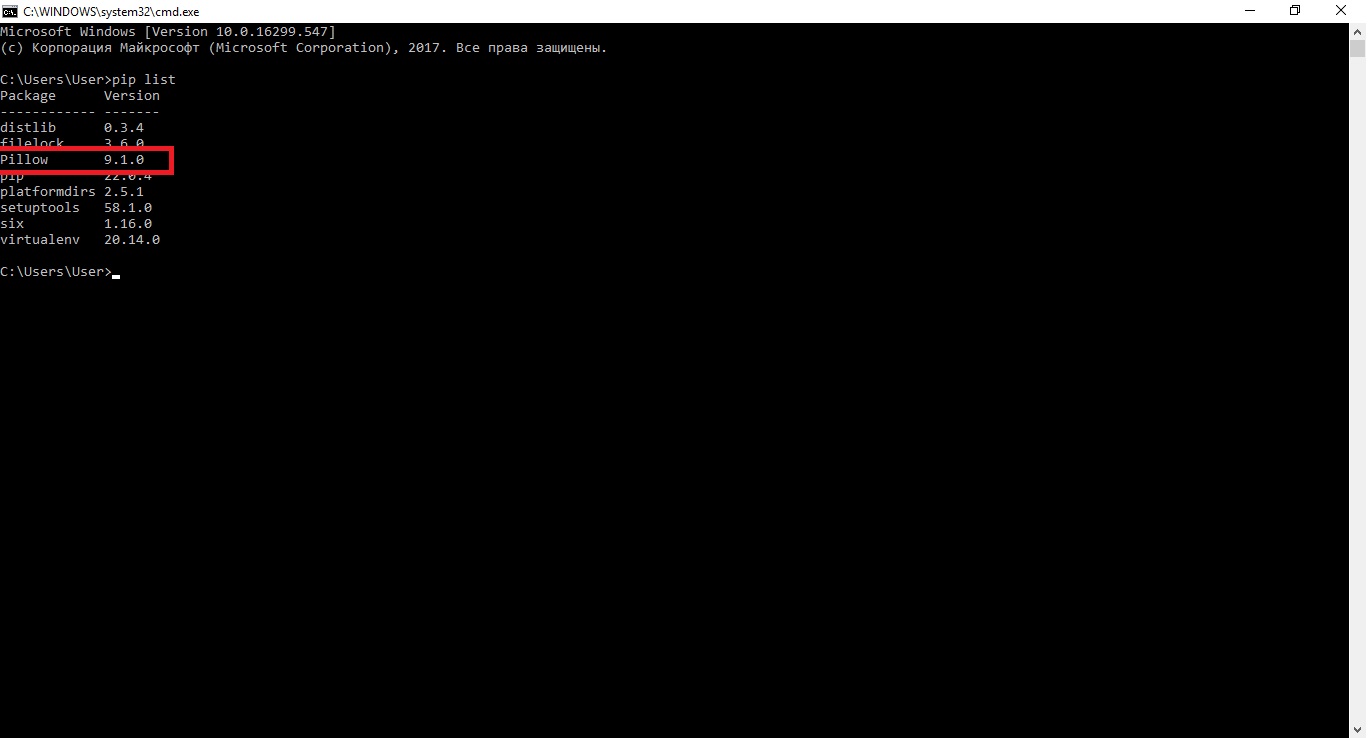 C:\WINDOWS\system32\cmd.exe
Microsoft Windows [Version 10.0.16299.547]
(c) Корпорация Майкрософт (Microsoft Corporation), 2017. Все права защищены.
C:\Users\User>pip list
Package      Version
------------ -------
distlib      0.3.4
filelock     3.6.0
Pillow       9.1.0
pip          22.0.4
platformdirs 2.5.1
setuptools   58.1.0
six          1.16.0
virtualenv   20.14.0
C:\Users\User>